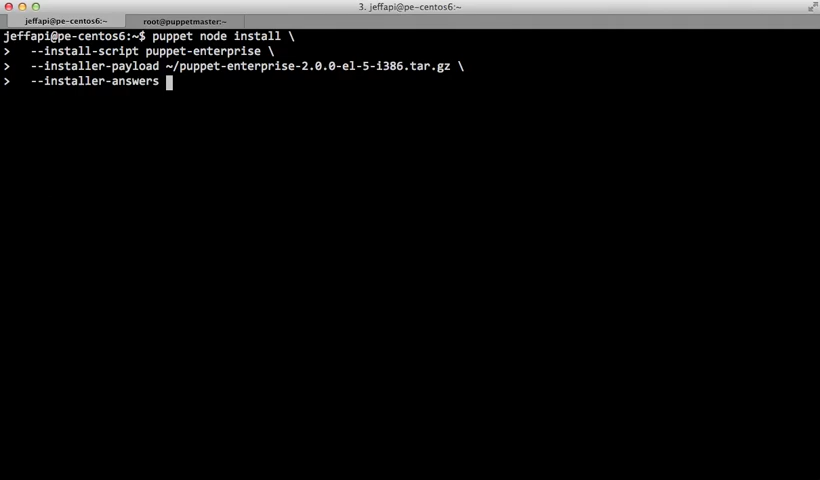 3. jeffapi@pe-centos6:~
jeffapi@pe-centos6:~
root@puppetmaster:~
jeffapi@pe-centos6:~$ puppet node install \
>   --install-script puppet-enterprise \
>   --installer-payload ~/puppet-enterprise-2.0.0-el-5-i386.tar.gz \
>   --installer-answers